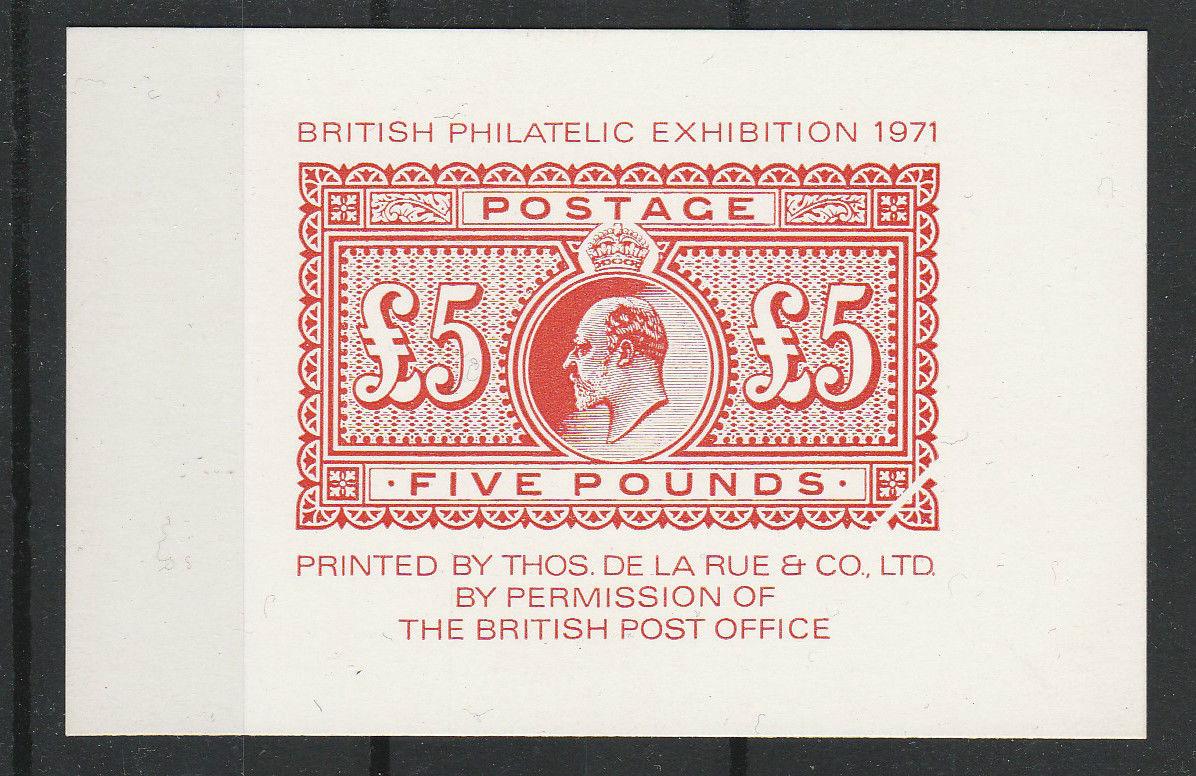 BRITISH PHILATELIC EXHIBITION 1971
POSTAGE
£5 £5
·FIVE POUNDS·
PRINTED BY THOS. DE LA RUE & CO., LTD.
BY PERMISSION OF
THE BRITISH POST OFFICE